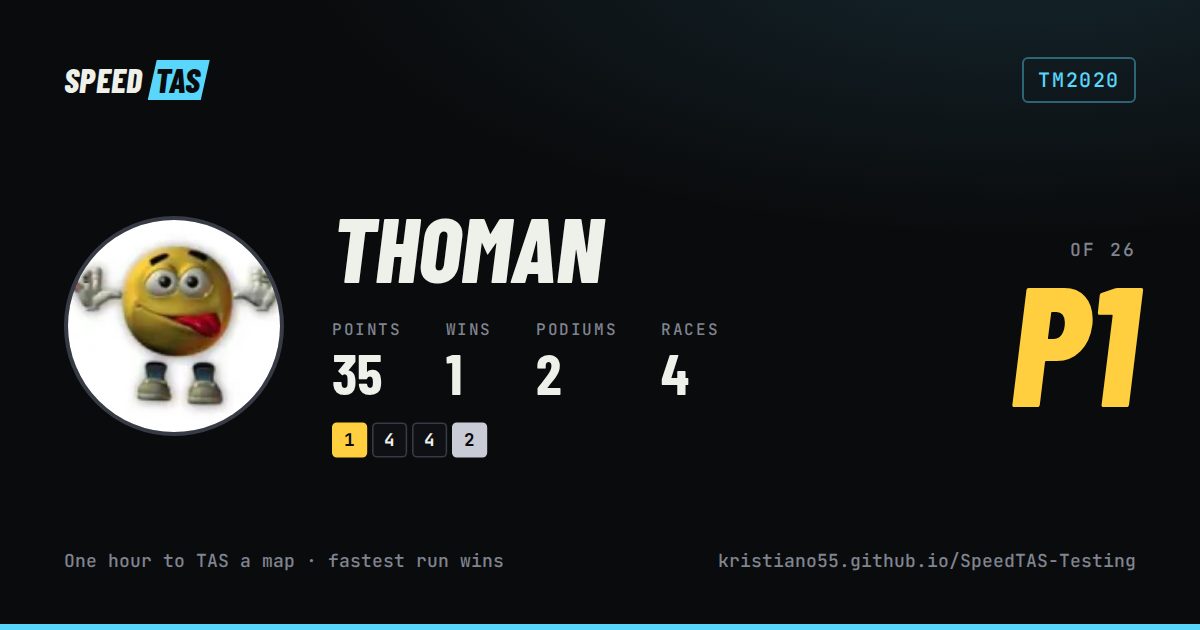 SPEED TAS
TM2020
THOMAN
OF 26
P1
POINTS WINS PODIUMS RACES
35 1 2 4
1 4 4 2
One hour to TAS a map · fastest run wins
kristiano55.github.io/SpeedTAS-Testing